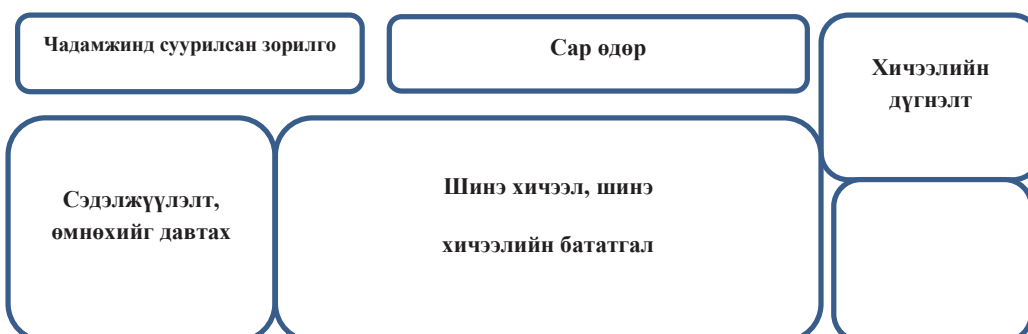 Чадамжинд суурилсан зорилго
Сар өдөр
Хичээлийн
дүгнэлт
Сэдэлжүүлэлт,
өмнөхийг давтах
Шинэ хичээл, шинэ
хичээлийн бататгал